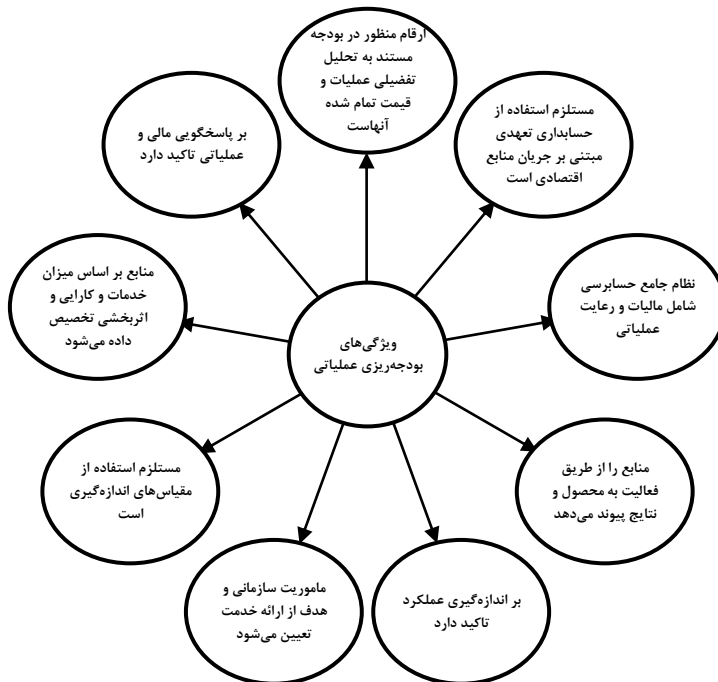 ارقام منظور در بودجه
مستند به تحلیل
تفضیلی عملیات و
قیمت تمام شده
آنهاست
مستلزم استفاده از
حسابداری تعهدی
مبتنی بر جریان منابع
اقتصادی است
نظام جامع حسابرسی
شامل مالیات و رعایت
عملیاتی
منابع را از طریق
فعالیت به محصول و
نتایج پیوند می‌دهد
بر اندازه‌گیری عملکرد
تاکید دارد
ماموریت سازمانی و
هدف از ارائه خدمت
تعیین می‌شود
مستلزم استفاده از
مقیاس‌های اندازه‌گیری
است
منابع بر اساس میزان
خدمات و کارایی و
اثربخشی تخصیص
داده می‌شود
بر پاسخگویی مالی و
عملیاتی تاکید دارد
ویژگی‌های
بودجه‌ریزی عملیاتی